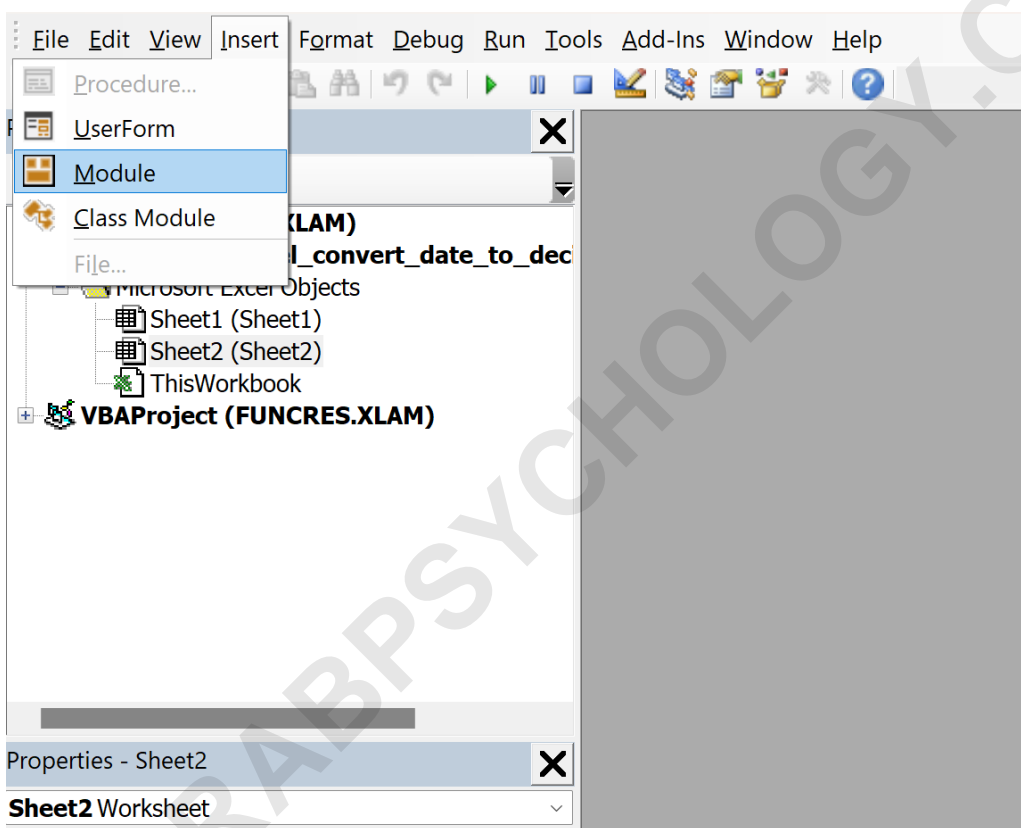 File Edit View Insert Format Debug Run Tools Add-Ins Window Help
Procedure...
UserForm
Module
Class Module
File...
(XLAM)
l_convert_date_to_deci
Microsoft Excel Objects
Sheet1 (Sheet1)
Sheet2 (Sheet2)
ThisWorkbook
VBAProject (FUNCRES.XLAM)
Properties - Sheet2
Sheet2 Worksheet
RABPSYCHOLOGY.C